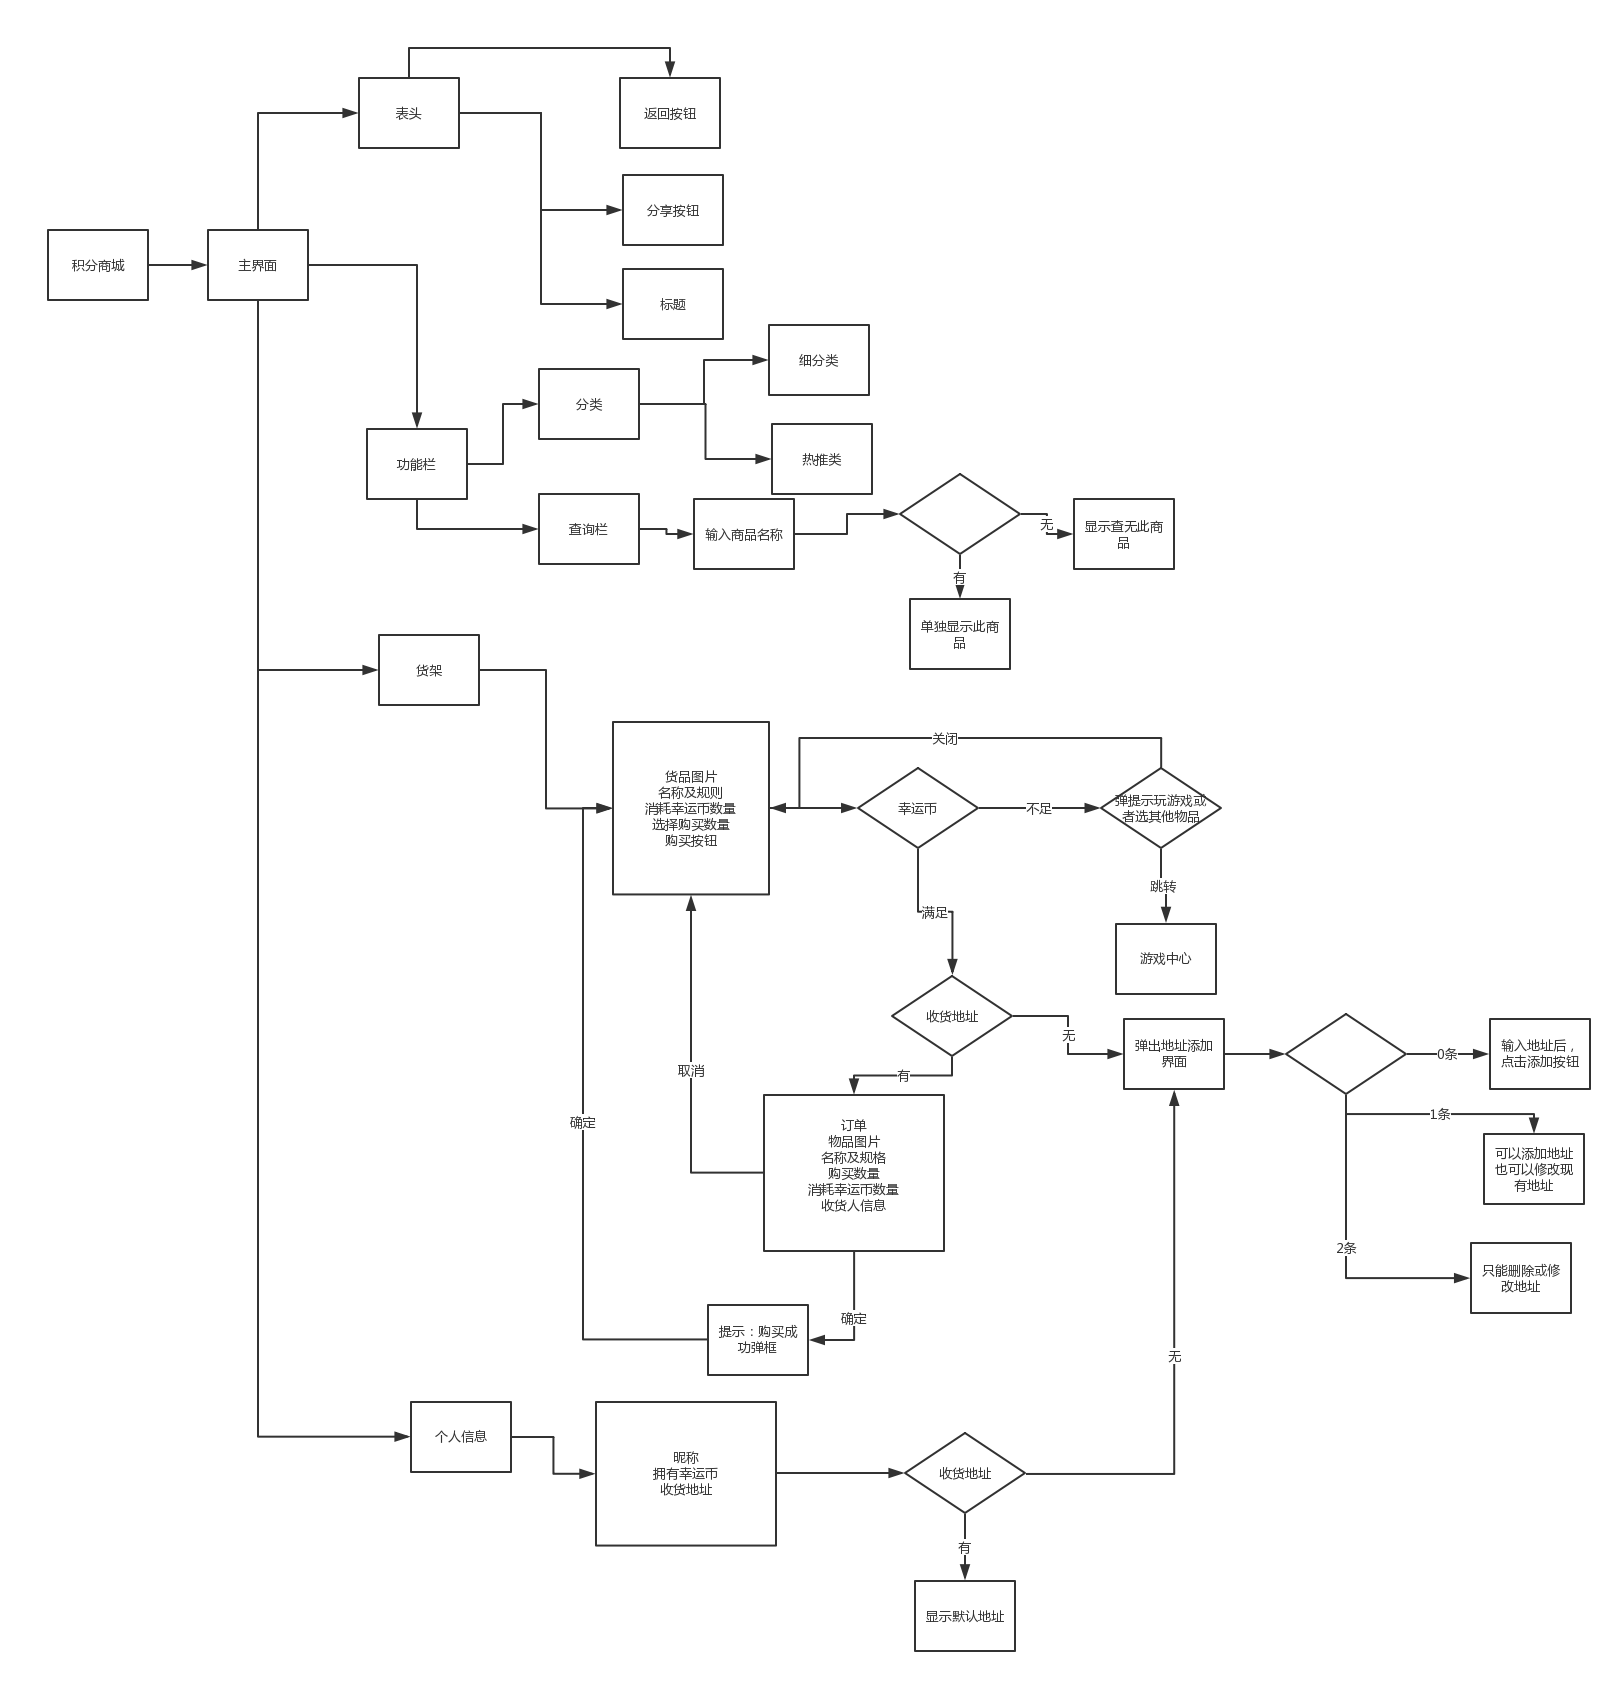 表头
返回按钮
分享按钮
积分商城
主界面
标题
细分类
分类
热推类
功能栏
查询栏
输入商品名称
无
显示查无此商
品
有
单独显示此商
品
货架
关闭
货品图片
名称及规则
消耗幸运币数量
选择购买数量
购买按钮
幸运币
不足
弹提示玩游戏或
者选其他物品
跳转
满足
游戏中心
收货地址
无
弹出地址添加
界面
0条
输入地址后，
点击添加按钮
有
取消
确定
1条
订单
物品图片
名称及规格
购买数量
消耗幸运币数量
收货人信息
可以添加地址
也可以修改现
有地址
2条
只能删除或修
改地址
确定
提示：购买成
功弹框
无
个人信息
昵称
拥有幸运币
收货地址
收货地址
有
显示默认地址